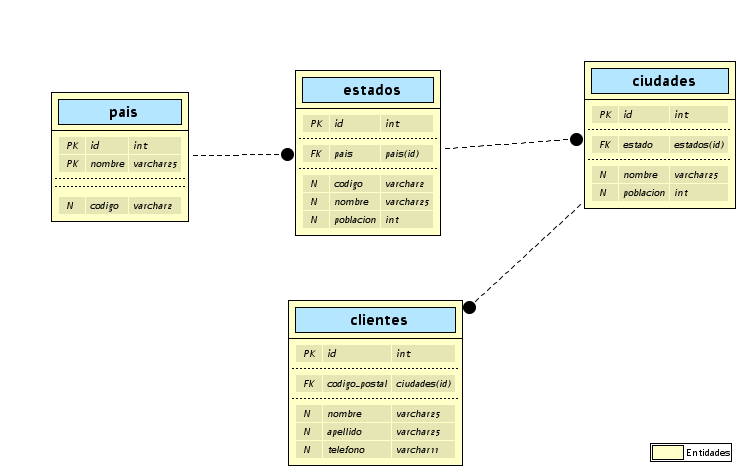 pais
PK id int
PK nombre varchar25
N codigo varchar2
estados
PK id int
FK pais pais(id)
N codigo varchar2
N nombre varchar25
N poblacion int
ciudades
PK id int
FK estado estados(id)
N nombre varchar25
N poblacion int
clientes
PK id int
FK codigo_postal ciudades(id)
N nombre varchar25
N apellido varchar25
N telefono varchar11
Entidades